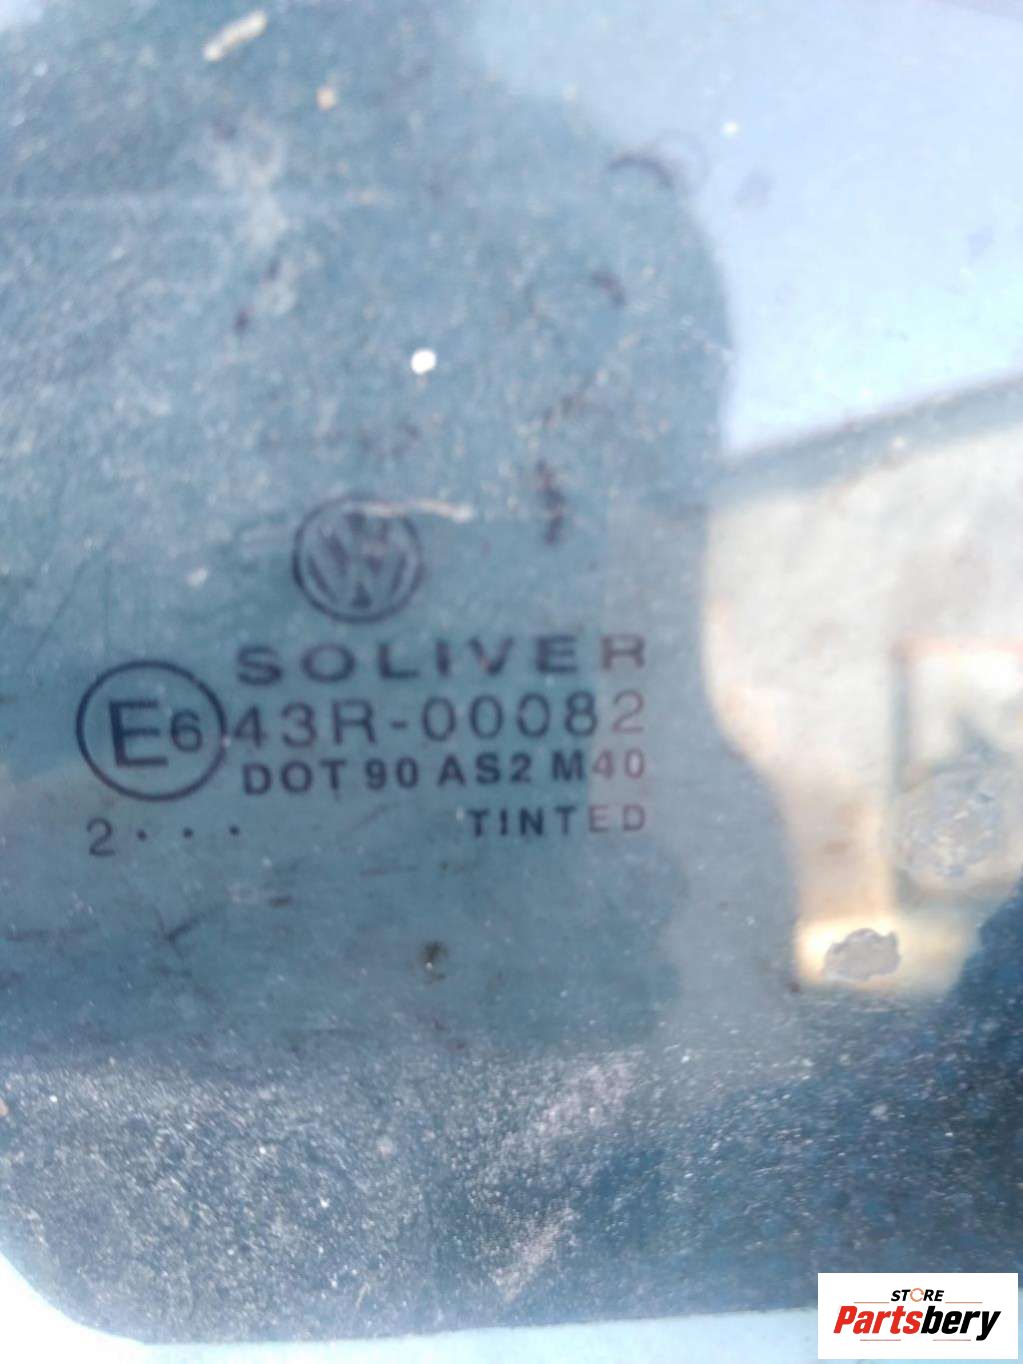 SOLIVER
E6 43R-00082
DOT 90 AS2 M40
2 · · · TINTED
STORE
Partsbery